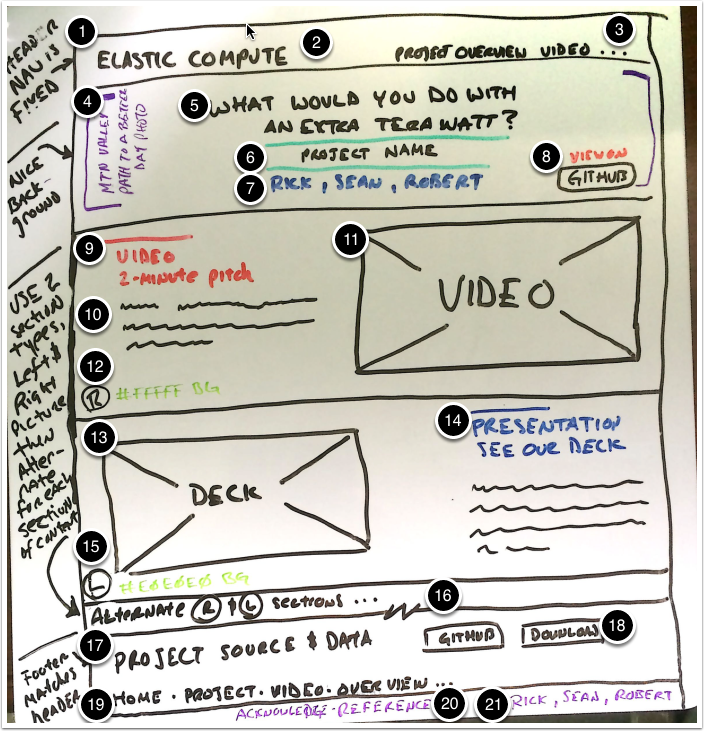 HEADER
NAV IS
FIXED
1
2
3
ELASTIC COMPUTE
PROJECT OVERVIEW VIDEO ...
4
MTN VALLEY
PATH TO A BETTER
DAY PHOTO
5
WHAT WOULD YOU DO WITH
AN EXTRA TERAWATT?
6
PROJECT NAME
7
RICK, SEAN, ROBERT
8
VIEW ON
GITHUB
NICE
BACK-
GROUND
9
VIDEO
2-minute pitch
10
11
VIDEO
12
R
#FFFFF BG
USE 2
section
types,
Left &
Right
Picture
then
Alter-
nate
for each
section
of content
13
DECK
14
PRESENTATION
SEE OUR DECK
15
L
#E0E0E0 BG
ALTERNATE R & L sections ...
16
17
PROJECT SOURCE & DATA
GITHUB
DOWNLOAD
18
Footer
matches
header
19
HOME · PROJECT · VIDEO · OVERVIEW ...
ACKNOWLEDGE · REFERENCE
20
21
RICK, SEAN, ROBERT